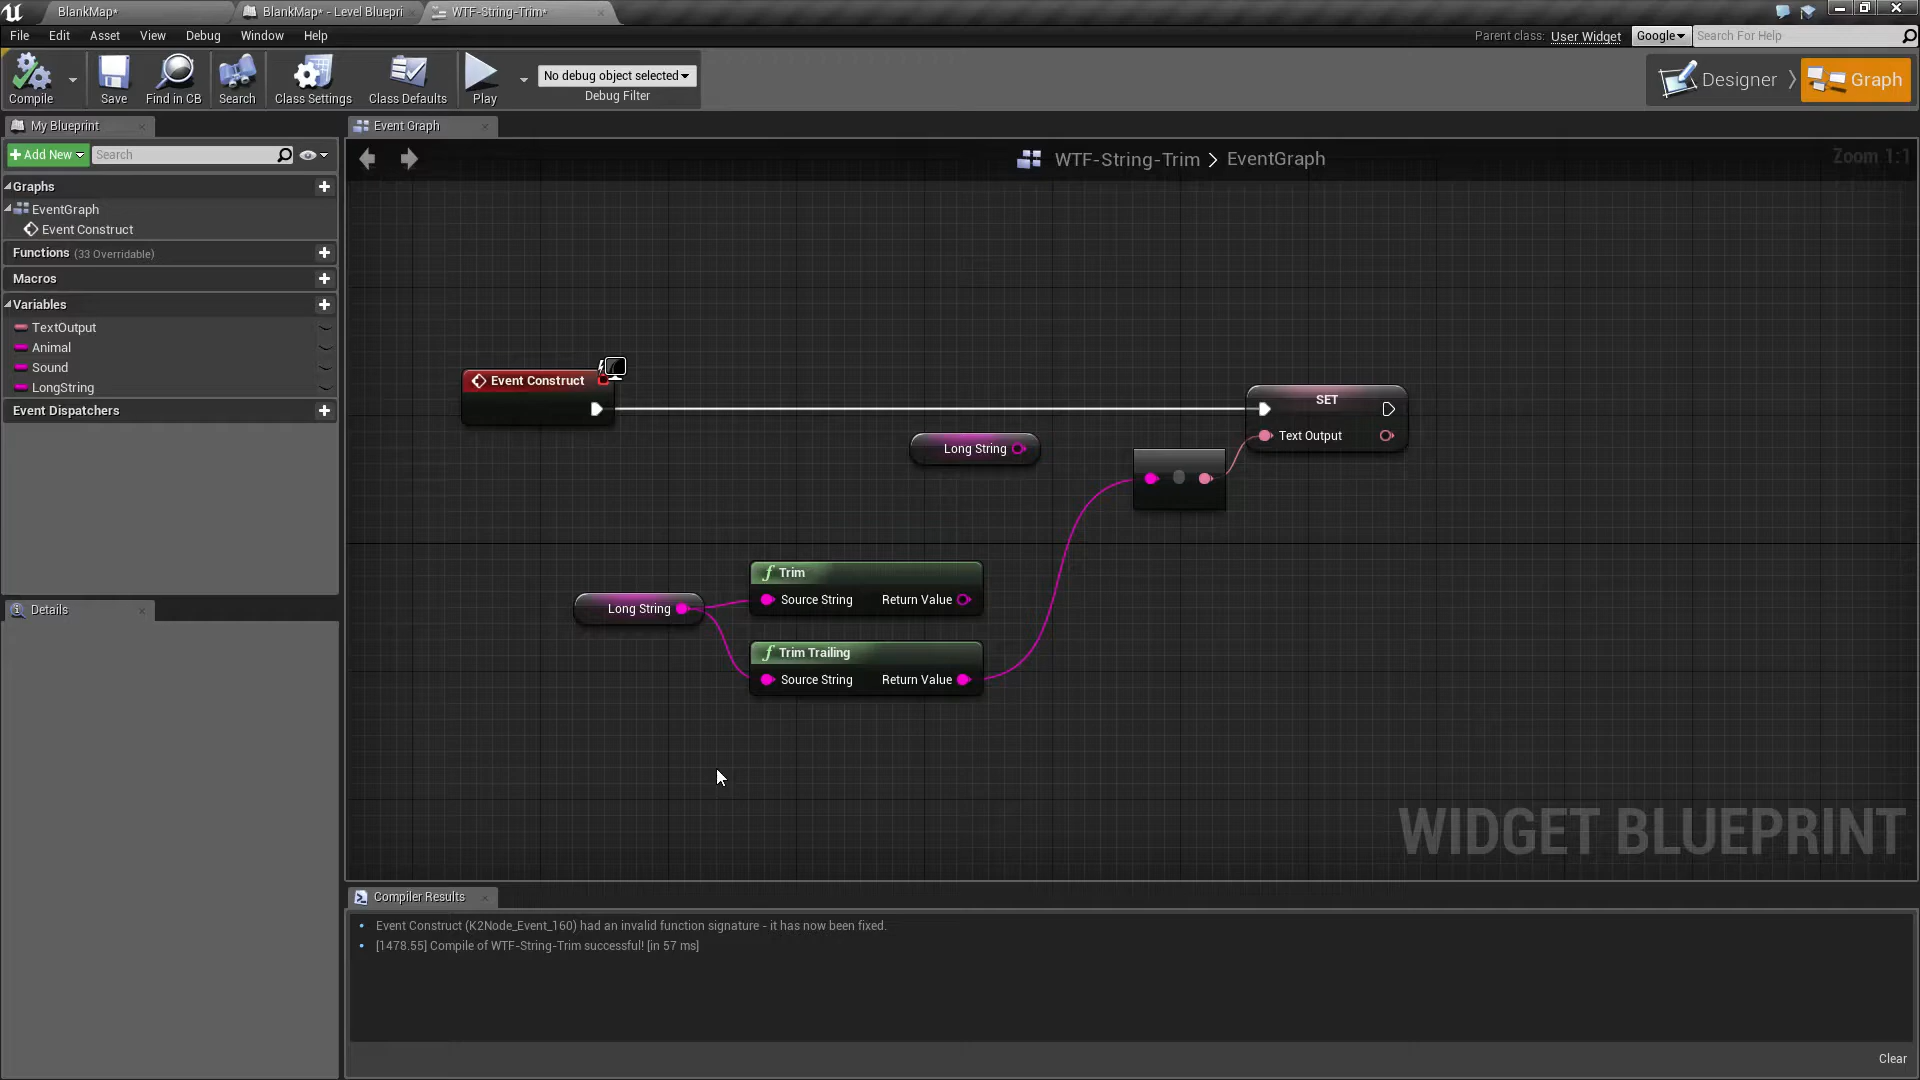 BlankMap*
BlankMap* - Level Bluepri
WTF-String-Trim*
File Edit Asset View Debug Window Help
Parent class: User Widget Google Search For Help
Compile
Save
Find in CB
Search
Class Settings
Class Defaults
Play
No debug object selected
Debug Filter
Designer
Graph
My Blueprint
Event Graph
+ Add New Search
WTF-String-Trim > EventGraph
Zoom 1:1
Graphs
EventGraph
Event Construct
Functions (33 Overridable)
Macros
Variables
TextOutput
Animal
Sound
LongString
Event Dispatchers
Details
Event Construct
SET
Text Output
Long String
f Trim
Source String Return Value
Long String
f Trim Trailing
Source String Return Value
WIDGET BLUEPRINT
Compiler Results
Event Construct (K2Node_Event_160) had an invalid function signature - it has now been fixed.
[1478.55] Compile of WTF-String-Trim successful! [in 57 ms]
Clear